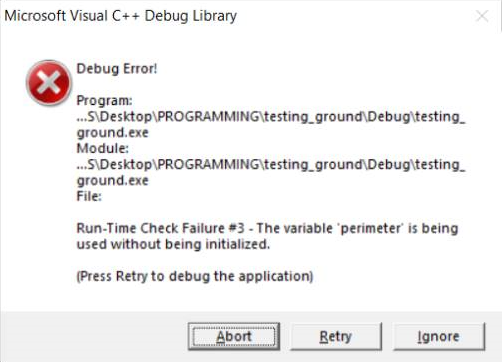 Microsoft Visual C++ Debug Library
Debug Error!
Program:
...S\Desktop\PROGRAMMING\testing_ground\Debug\testing_
ground.exe
Module:
...S\Desktop\PROGRAMMING\testing_ground\Debug\testing_
ground.exe
File:
Run-Time Check Failure #3 - The variable 'perimeter' is being
used without being initialized.
(Press Retry to debug the application)
Abort
Retry
Ignore